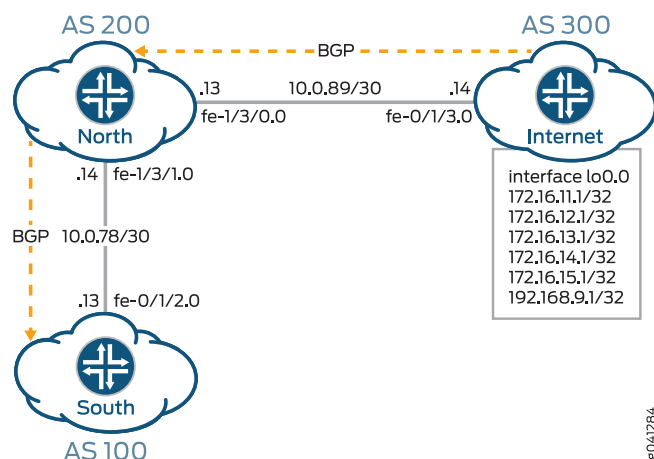 AS 200
AS 300
BGP
.13
10.0.89/30
.14
fe-1/3/0.0
fe-0/1/3.0
North
Internet
.14
fe-1/3/1.0
interface lo0.0
172.16.11.1/32
172.16.12.1/32
172.16.13.1/32
172.16.14.1/32
172.16.15.1/32
192.168.9.1/32
BGP
10.0.78/30
.13
fe-0/1/2.0
South
AS 100
g041284